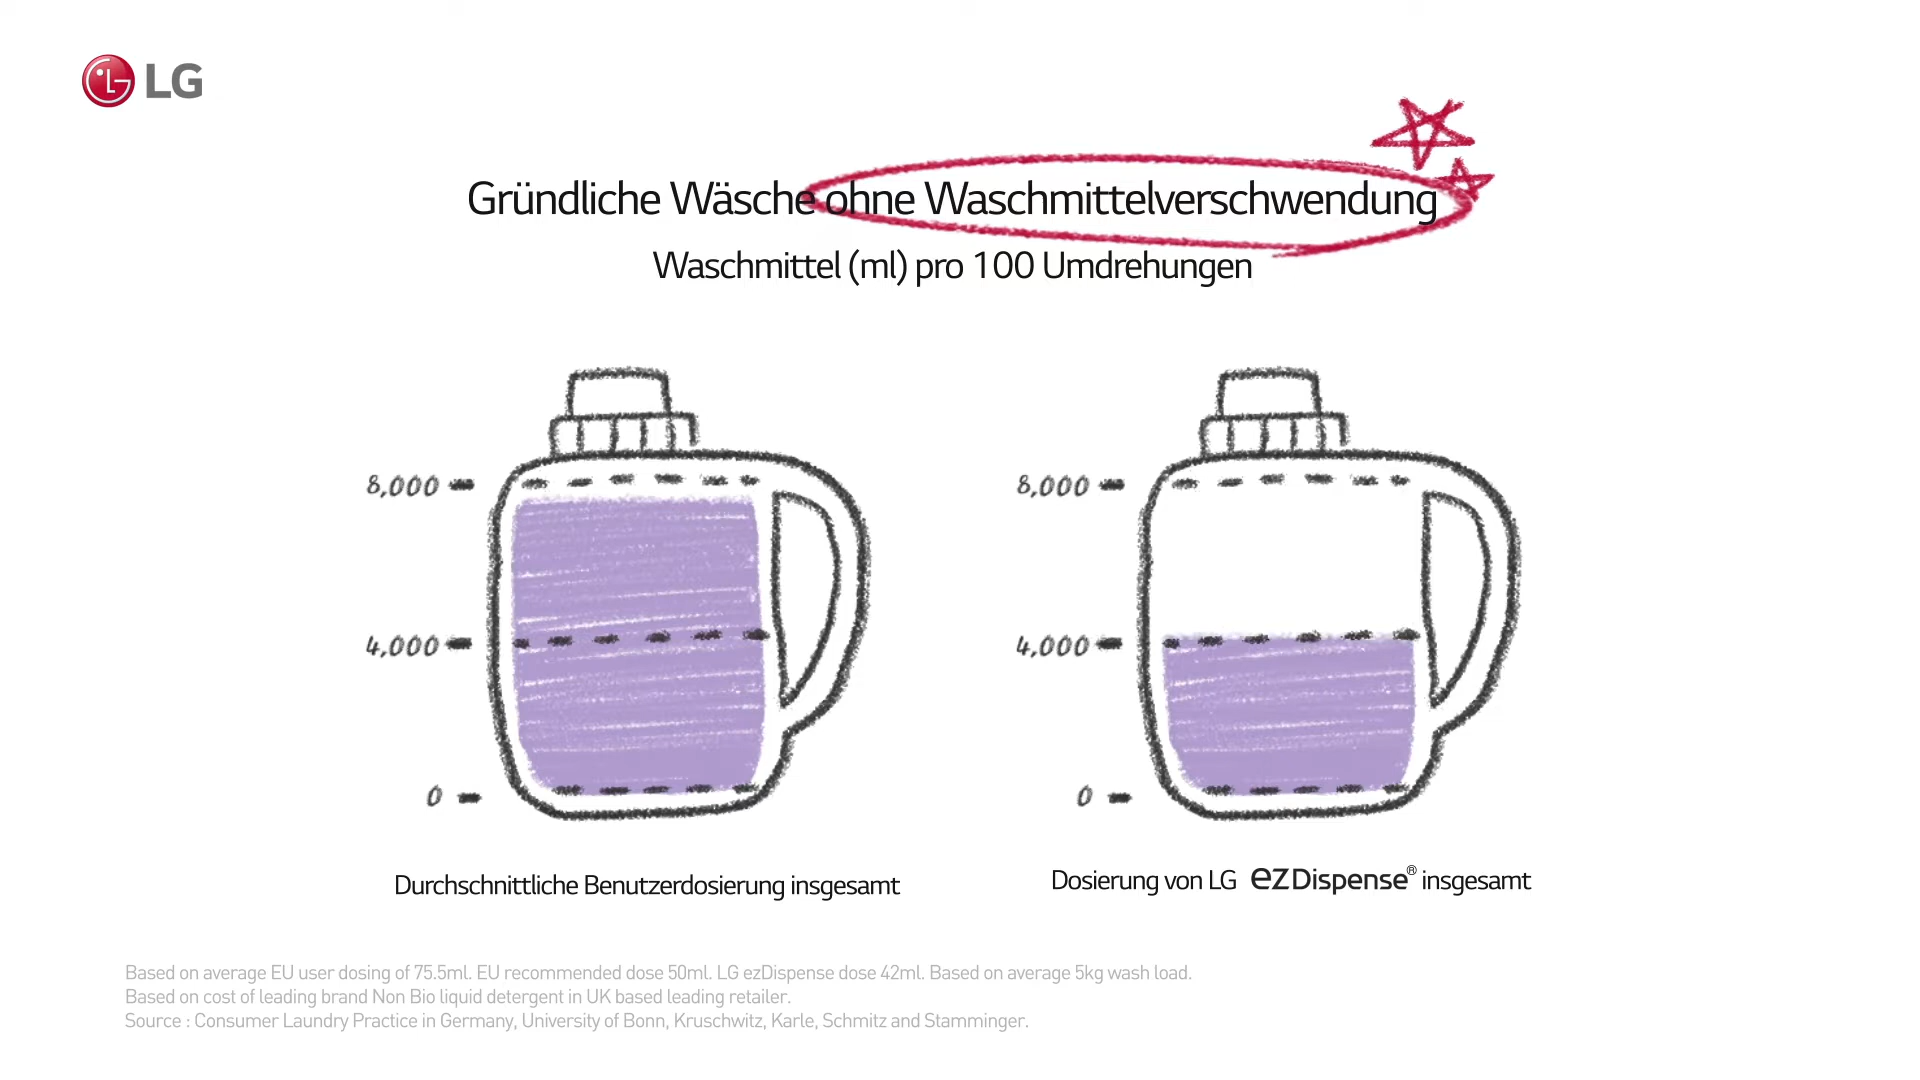 LG
Gründliche Wäsche ohne Waschmittelverschwendung
Waschmittel (ml) pro 100 Umdrehungen
8,000
8,000
4,000
4,000
0
0
Durchschnittliche Benutzerdosierung insgesamt
Dosierung von LG ezDispense® insgesamt
Based on average EU user dosing of 75.5ml. EU recommended dose 50ml. LG ezDispense dose 42ml. Based on average 5kg wash load.
Based on cost of leading brand Non Bio liquid detergent in UK based leading retailer.
Source : Consumer Laundry Practice in Germany, University of Bonn, Kruschwitz, Karle, Schmitz and Stamminger.